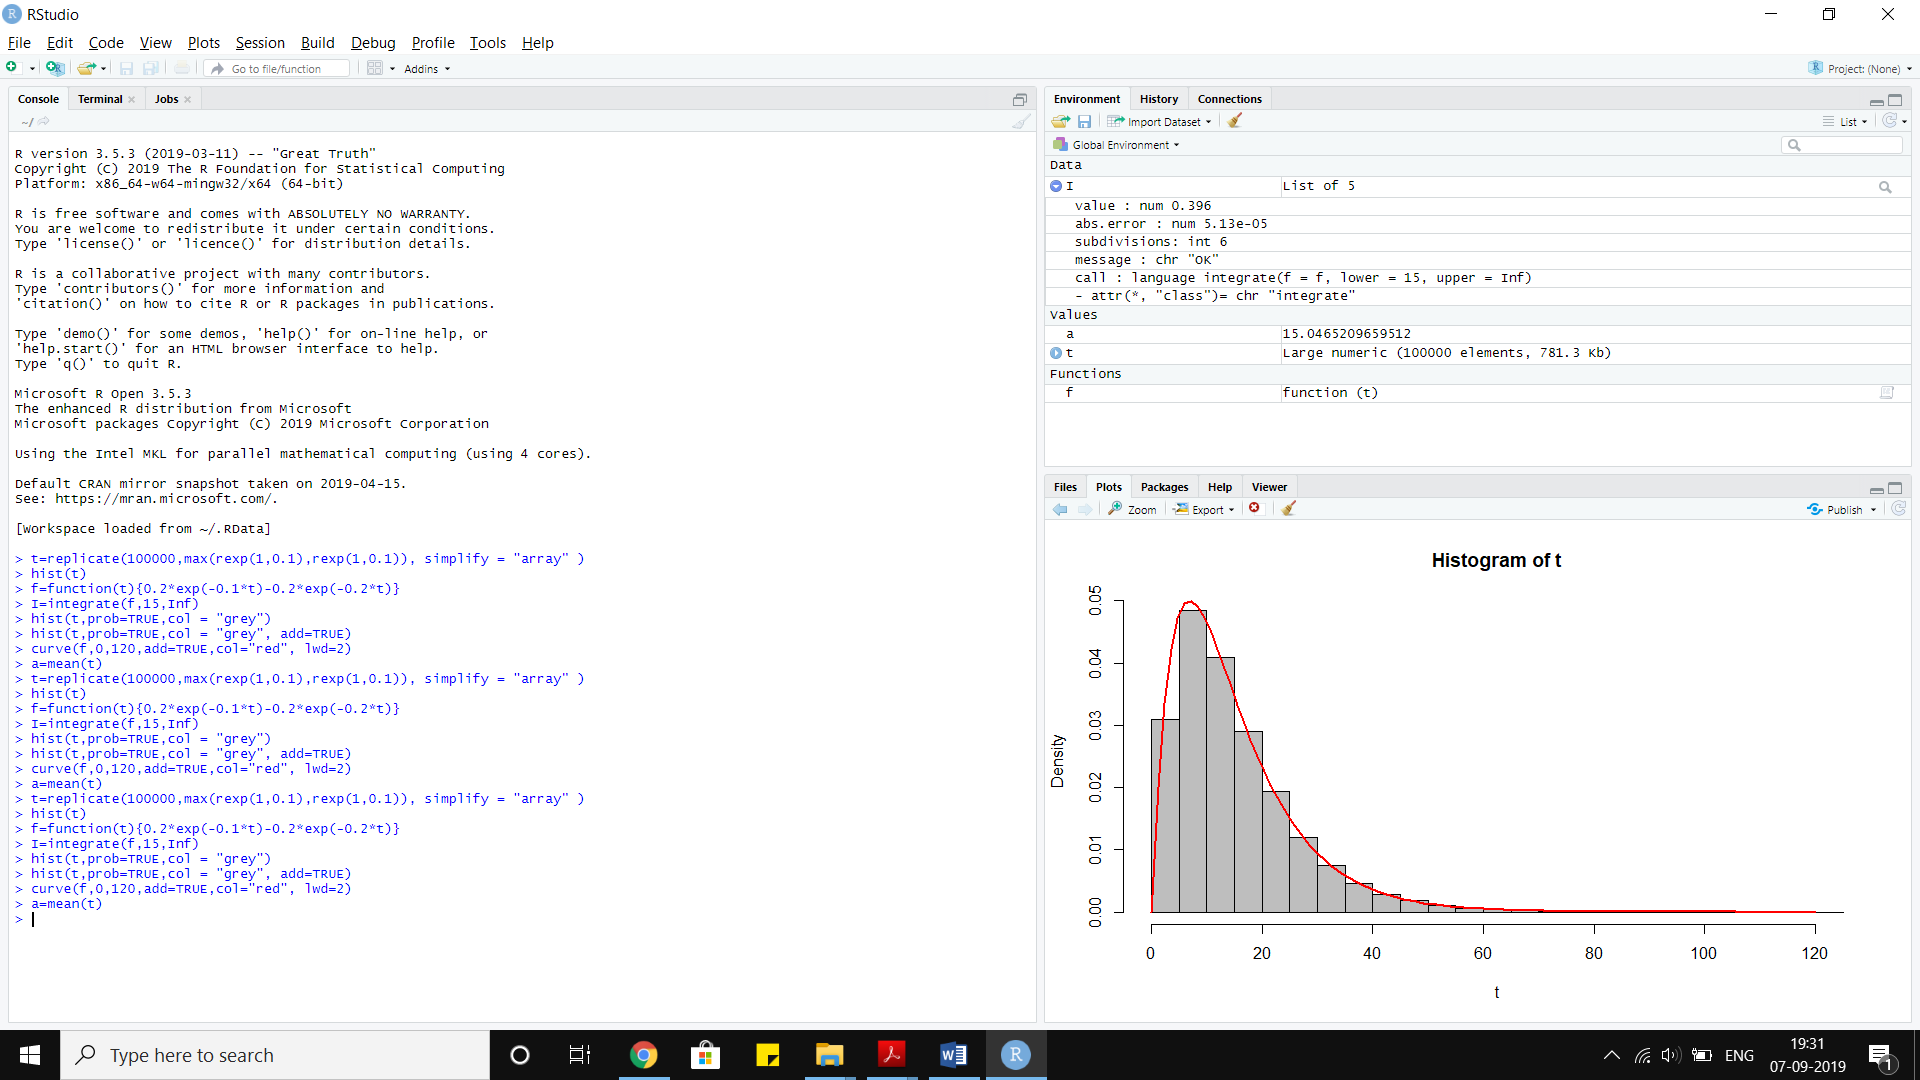 RStudio
File Edit Code View Plots Session Build Debug Profile Tools Help
Go to file/function Addins Project: (None)
Console Terminal Jobs
~/
R version 3.5.3 (2019-03-11) -- "Great Truth"
Copyright (C) 2019 The R Foundation for Statistical Computing
Platform: x86_64-w64-mingw32/x64 (64-bit)
R is free software and comes with ABSOLUTELY NO WARRANTY.
You are welcome to redistribute it under certain conditions.
Type 'license()' or 'licence()' for distribution details.
R is a collaborative project with many contributors.
Type 'contributors()' for more information and
'citation()' on how to cite R or R packages in publications.
Type 'demo()' for some demos, 'help()' for on-line help, or
'help.start()' for an HTML browser interface to help.
Type 'q()' to quit R.
Microsoft R Open 3.5.3
The enhanced R distribution from Microsoft
Microsoft packages Copyright (C) 2019 Microsoft Corporation
Using the Intel MKL for parallel mathematical computing (using 4 cores).
Default CRAN mirror snapshot taken on 2019-04-15.
See: https://mran.microsoft.com/.
[Workspace loaded from ~/.RData]
> t=replicate(100000,max(rexp(1,0.1),rexp(1,0.1)), simplify = "array" )
> hist(t)
> f=function(t){0.2*exp(-0.1*t)-0.2*exp(-0.2*t)}
> I=integrate(f,15,Inf)
> hist(t,prob=TRUE,col = "grey")
> hist(t,prob=TRUE,col = "grey", add=TRUE)
> curve(f,0,120,add=TRUE,col="red", lwd=2)
> a=mean(t)
> t=replicate(100000,max(rexp(1,0.1),rexp(1,0.1)), simplify = "array" )
> hist(t)
> f=function(t){0.2*exp(-0.1*t)-0.2*exp(-0.2*t)}
> I=integrate(f,15,Inf)
> hist(t,prob=TRUE,col = "grey")
> hist(t,prob=TRUE,col = "grey", add=TRUE)
> curve(f,0,120,add=TRUE,col="red", lwd=2)
> a=mean(t)
> t=replicate(100000,max(rexp(1,0.1),rexp(1,0.1)), simplify = "array" )
> hist(t)
> f=function(t){0.2*exp(-0.1*t)-0.2*exp(-0.2*t)}
> I=integrate(f,15,Inf)
> hist(t,prob=TRUE,col = "grey")
> hist(t,prob=TRUE,col = "grey", add=TRUE)
> curve(f,0,120,add=TRUE,col="red", lwd=2)
> a=mean(t)
>
Environment History Connections
Import Dataset List
Global Environment
Data
I List of 5
value : num 0.396
abs.error : num 5.13e-05
subdivisions: int 6
message : chr "OK"
call : language integrate(f = f, lower = 15, upper = Inf)
- attr(*, "class")= chr "integrate"
Values
a 15.0465209659512
t Large numeric (100000 elements, 781.3 Kb)
Functions
f function (t)
Files Plots Packages Help Viewer
Zoom Export Publish
Histogram of t
0.05
0.04
0.03
0.02
0.01
0.00
Density
0 20 40 60 80 100 120
t
Type here to search
ENG
19:31
07-09-2019
1